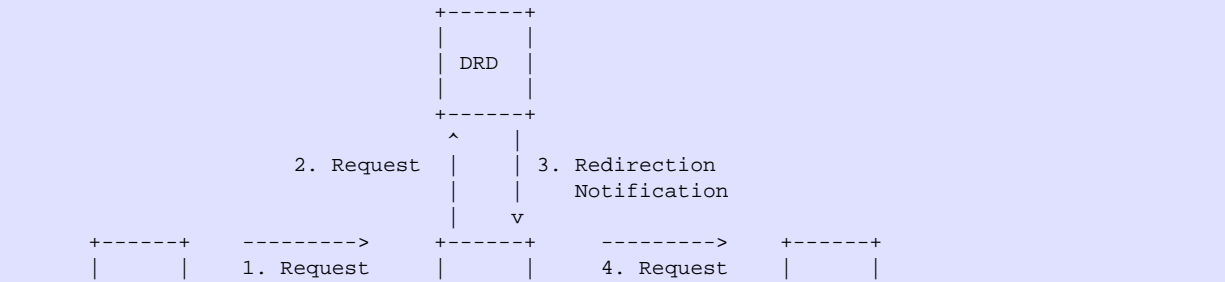 DRD
2. Request 3. Redirection
Notification
1. Request 4. Request